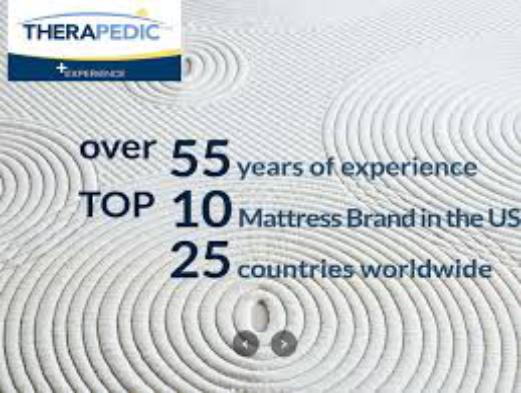 THERAPEDIC
+EXPERIENCE
over 55 years of experience
TOP 10 Mattress Brand in the US
25 countries worldwide